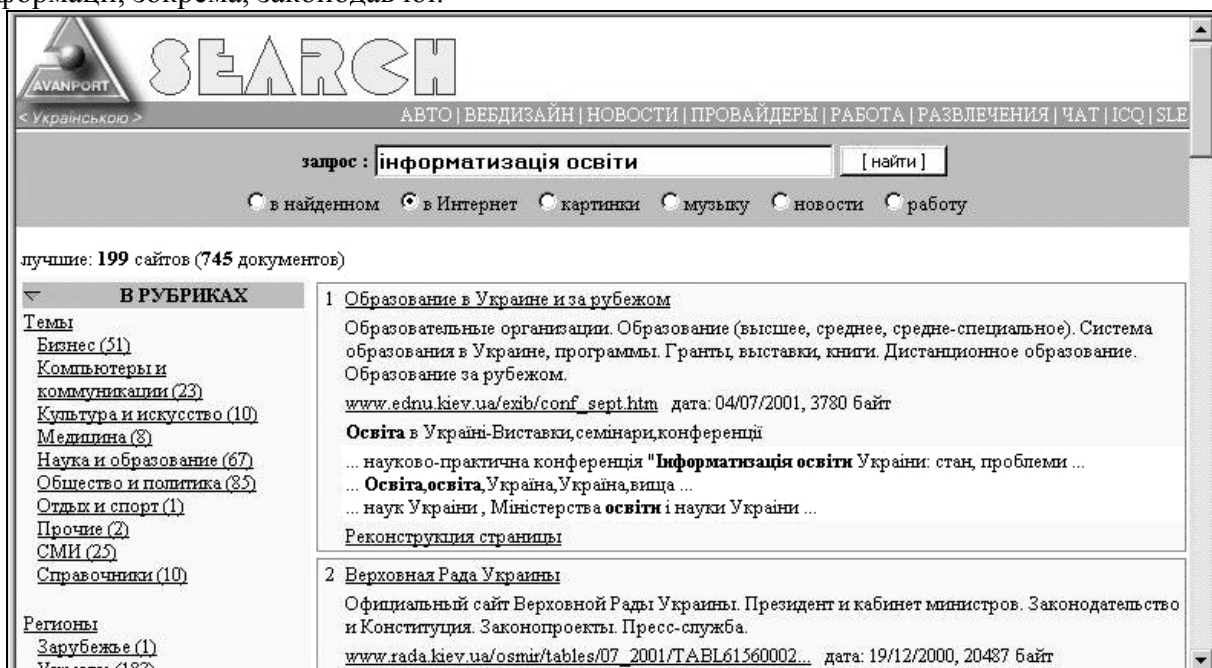 формації, зокрема, законодавчої.
AVANPORT
SEARCH
< Українською >
АВТО | ВЕБДИЗАЙН | НОВОСТИ | ПРОВАЙДЕРЫ | РАБОТА | РАЗВЛЕЧЕНИЯ | ЧАТ | ICQ | SLE
запрос : інформатизація освіти [ найти ]
в найденном в Интернет картинки музыку новости работу
лучшие: 199 сайтов (745 документов)
В РУБРИКАХ
Темы
Бизнес (51)
Компьютеры и
коммуникации (23)
Культура и искусство (10)
Медицина (8)
Наука и образование (67)
Общество и политика (85)
Отдых и спорт (1)
Прочие (2)
СМИ (25)
Справочники (10)
Регионы
Зарубежье (1)
1 Образование в Украине и за рубежом
Образовательные организации. Образование (высшее, среднее, средне-специальное). Система
образования в Украине, программы. Гранты, выставки, книги. Дистанционное образование.
Образование за рубежом.
www.ednu.kiev.ua/exib/conf_sept.htm дата: 04/07/2001, 3780 байт
Освіта в Україні-Виставки,семінари,конференції
... науково-практична конференція "Інформатизація освіти України: стан, проблеми ...
... Освіта,освіта,Україна,Україна,вища ...
... наук України , Міністерства освіти і науки України ...
Реконструкция страницы
2 Верховная Рада Украины
Официальный сайт Верховной Рады Украины. Президент и кабинет министров. Законодательство
и Конституция. Законопроекты. Пресс-служба.
www.rada.kiev.ua/osmir/tables/07_2001/TABL61560002... дата: 19/12/2000, 20487 байт